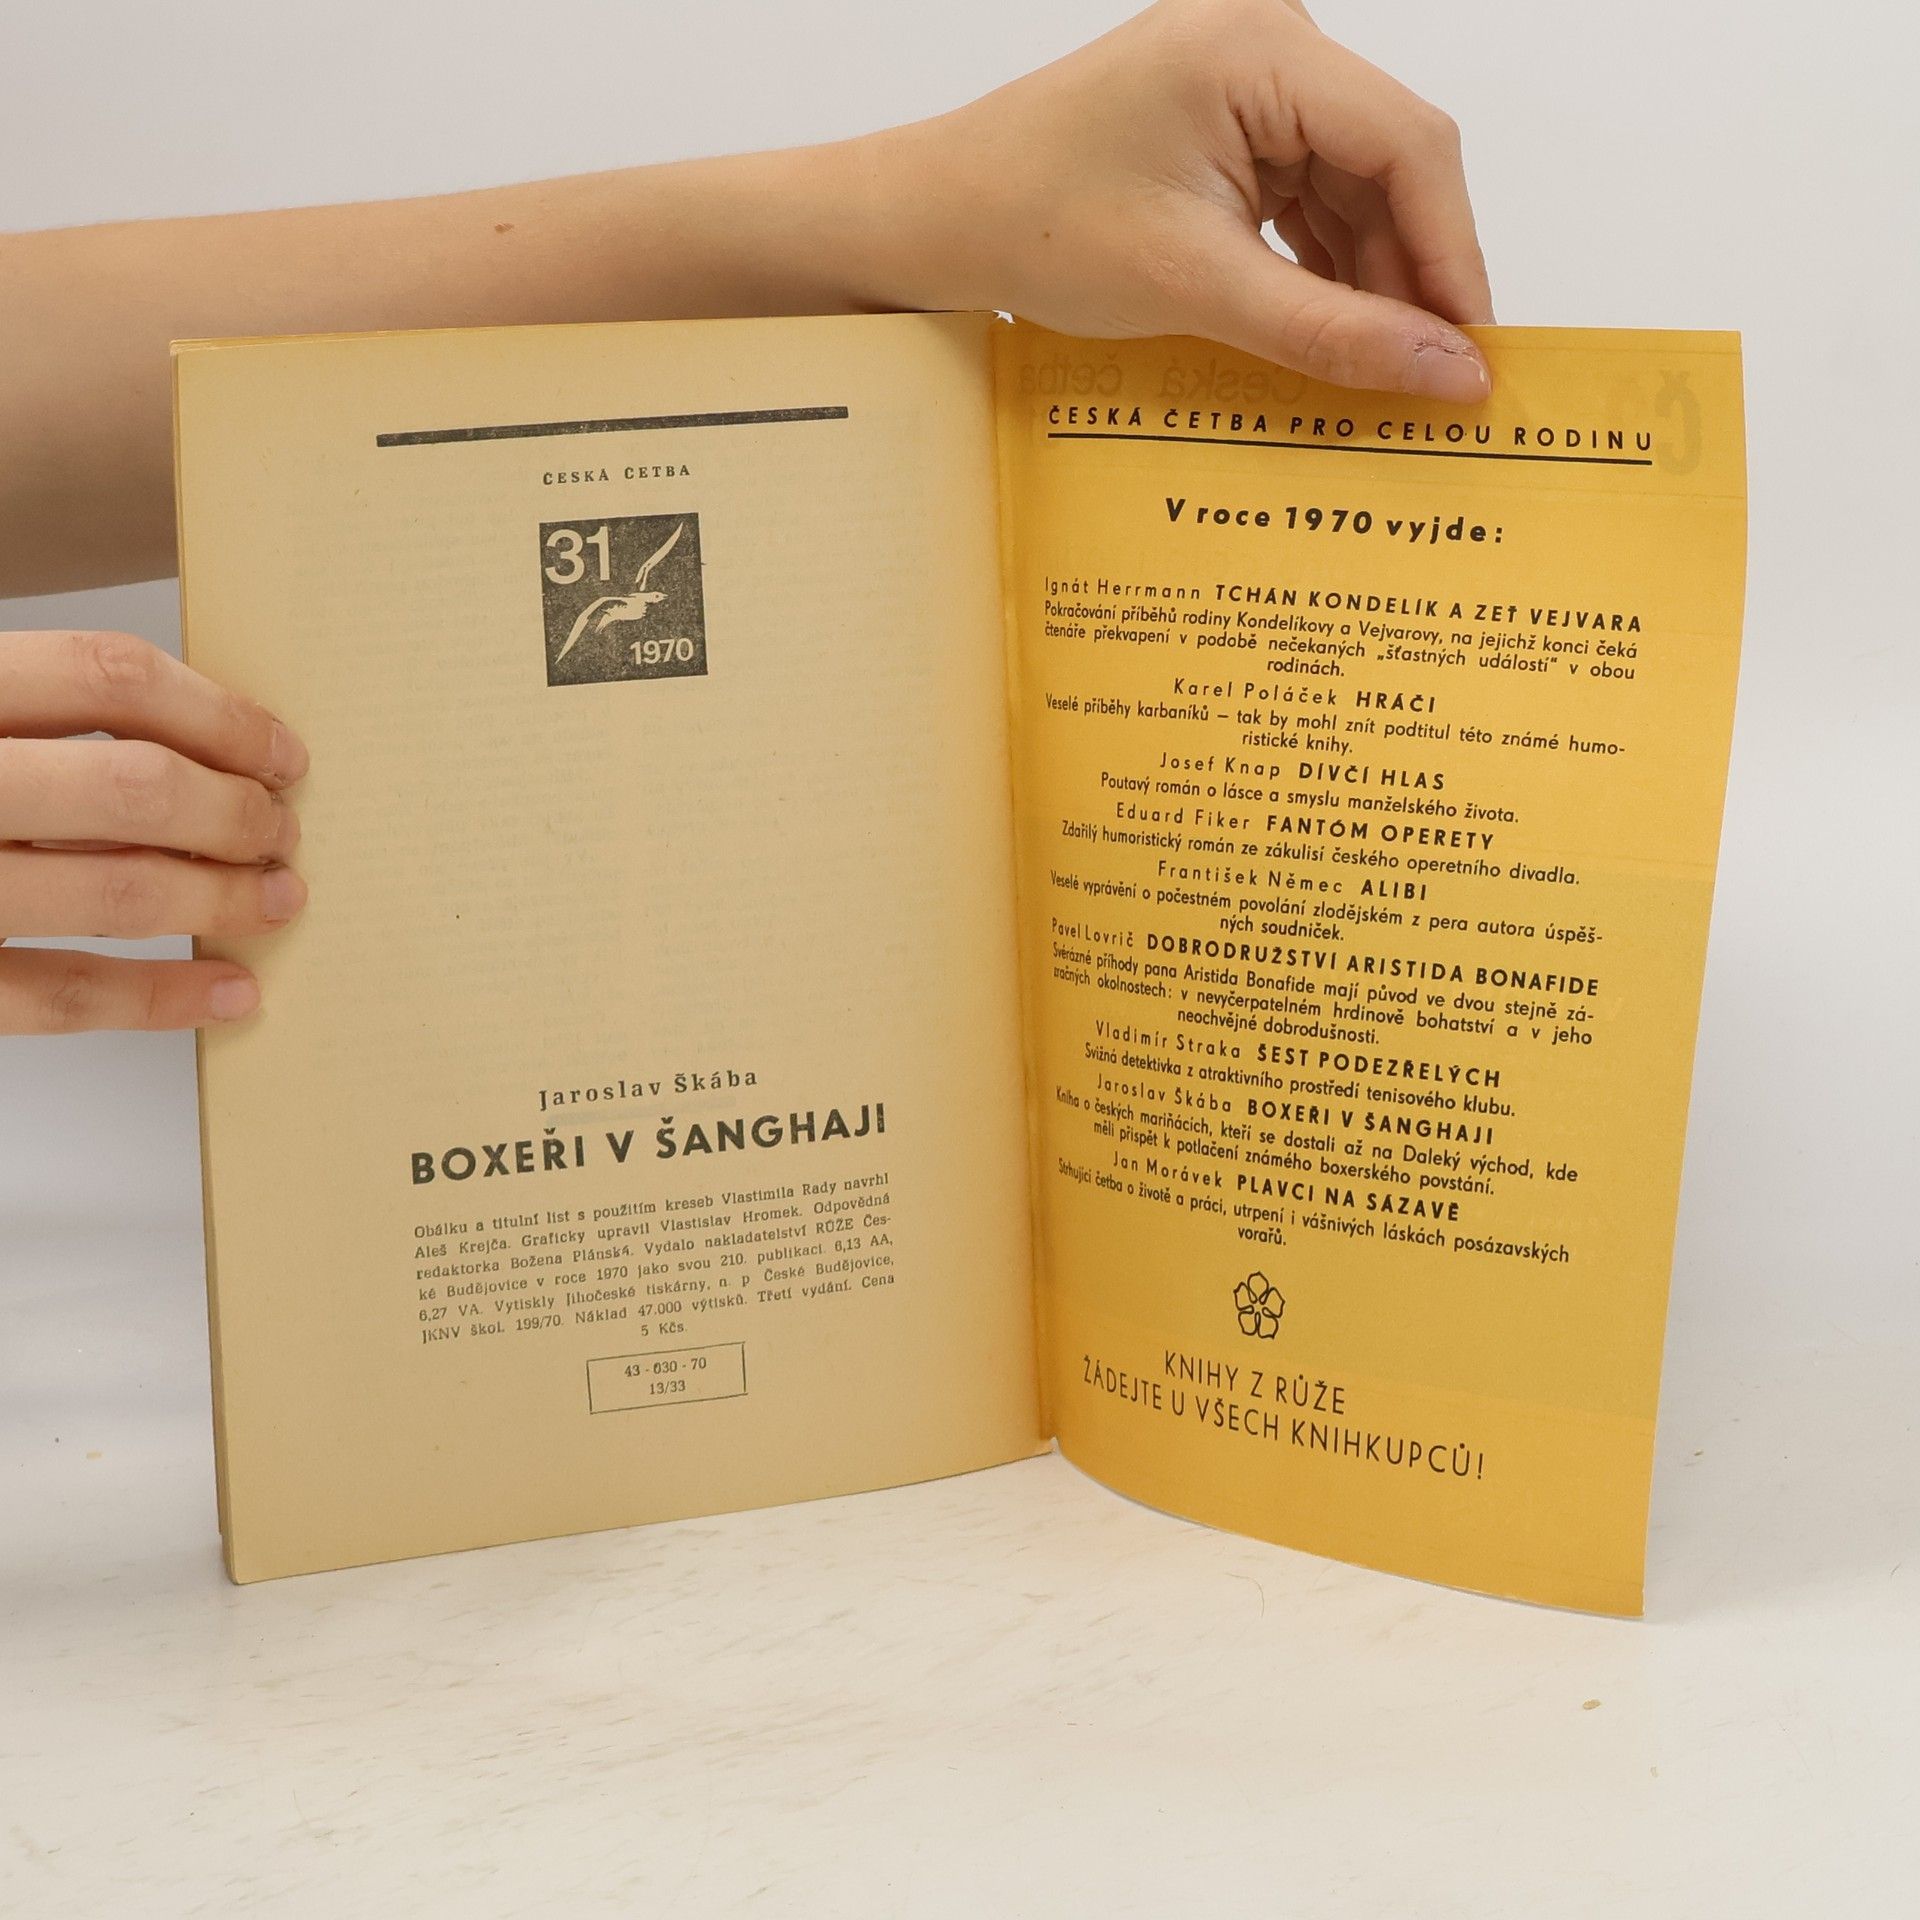 ČESKÁ ČETBA
31
1970
Jaroslav Škába
BOXEŘI V ŠANGHAJI
Obálku a titulní list s použitím kreseb Vlastimila Rady navrhl
Aleš Krejča. Graficky upravil Vlastislav Hromek. Odpovědná
redaktorka Božena Plánská. Vydalo nakladatelství RŮŽE Čes-
ké Budějovice v roce 1970 jako svou 210. publikaci. 6,13 AA,
6,27 VA. Vytiskly Jihočeské tiskárny, n. p České Budějovice,
JKNV škol. 199/70. Náklad 47.000 výtisků. Třetí vydání. Cena
5 Kčs.
43 - 030 - 70
13/33
Česká četba
ČESKÁ ČETBA PRO CELOU RODINU
V roce 1970 vyjde:
Ignát Herrmann TCHÁN KONDELÍK A ZEŤ VEJVARA
Pokračování příběhů rodiny Kondelíkovy a Vejvarovy, na jejichž konci čeká
čtenáře překvapení v podobě nečekaných „šťastných událostí“ v obou
rodinách.
Karel Poláček HRÁČI
Veselé příběhy karbaníků — tak by mohl znít podtitul této známé humo-
ristické knihy.
Josef Knap DÍVČÍ HLAS
Poutavý román o lásce a smyslu manželského života.
Eduard Fiker FANTÓM OPERETY
Zdařilý humoristický román ze zákulisí českého operetního divadla.
František Němec ALIBI
Veselé vyprávění o počestném povolání zlodějském z pera autora úspěš-
ných soudniček.
Pavel Lovrič DOBRODRUŽSTVÍ ARISTIDA BONAFIDE
Svérázné příhody pana Aristida Bonafide mají původ ve dvou stejně zá-
zračných okolnostech: v nevyčerpatelném hrdinově bohatství a v jeho
neochvějné dobrodušnosti.
Vladimír Straka ŠEST PODEZŘELÝCH
Svižná detektivka z atraktivního prostředí tenisového klubu.
Jaroslav Škába BOXEŘI V ŠANGHAJI
Kniha o českých mariňácích, kteří se dostali až na Daleký východ, kde
měli přispět k potlačení známého boxerského povstání.
Jan Morávek PLAVCI NA SÁZAVĚ
Strhující četba o životě a práci, utrpení i vášnivých láskách posázavských
vorařů.
KNIHY Z RŮŽE
ŽÁDEJTE U VŠECH KNIHKUPCŮ!